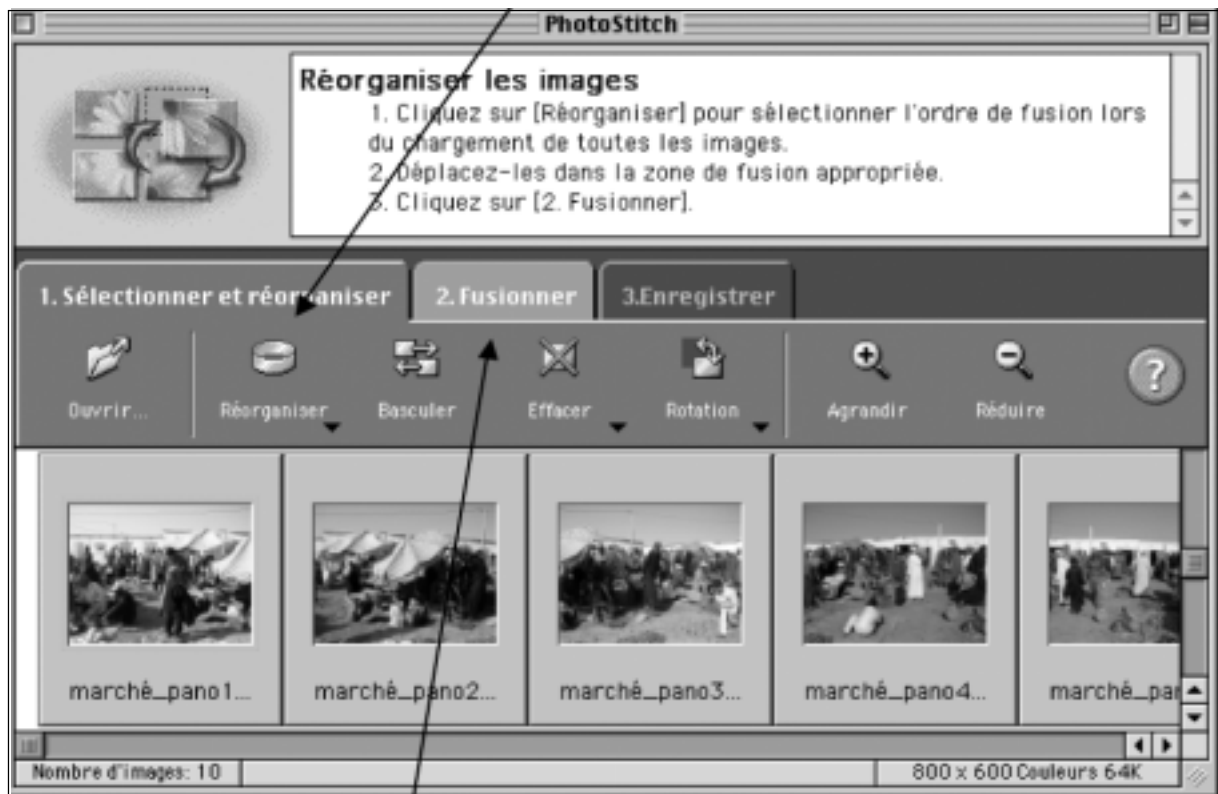 PhotoStitch
Réorganiser les images
1. Cliquez sur [Réorganiser] pour sélectionner l'ordre de fusion lors
du chargement de toutes les images.
2. Déplacez-les dans la zone de fusion appropriée.
3. Cliquez sur [2. Fusionner].
1. Sélectionner et réorganiser
2. Fusionner
3.Enregistrer
Ouvrir...
Réorganiser
Basculer
Effacer
Rotation
Agrandir
Réduire
?
marché_pano1...
marché_pano2...
marché_pano3...
marché_pano4...
marché_par
Nombre d'images: 10
800 x 600 Couleurs 64K